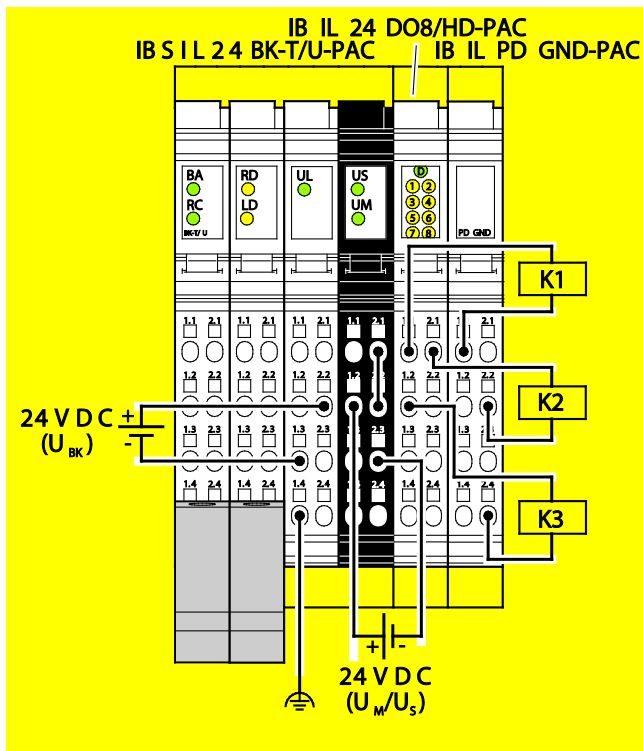 IB IL 24 DO8/HD-PAC
IB S I L 2 4 BK-T/U-PAC IB IL PD GND-PAC
BA RD UL US D
RC LD UM 1 2
3 4
5 6
BK-T/ U 7 8 PD GND
K1
1.1 2.1 1.1 2.1 1.1 2.1 1.1 2.1 1.1 2.1 1.1 2.1
1.2 2.2 1.2 2.2 1.2 2.2 1.2 2.2 1.2 2.2 1.2 2.2
K2
24 V D C + -
(U BK)
1.3 2.3 1.3 2.3 1.3 2.3 2.3
1.4 2.4 1.4 2.4 1.4 2.4 2.4 1.4 2.4 1.4 2.4
K3
+ -
24 V D C
(U M/U S)